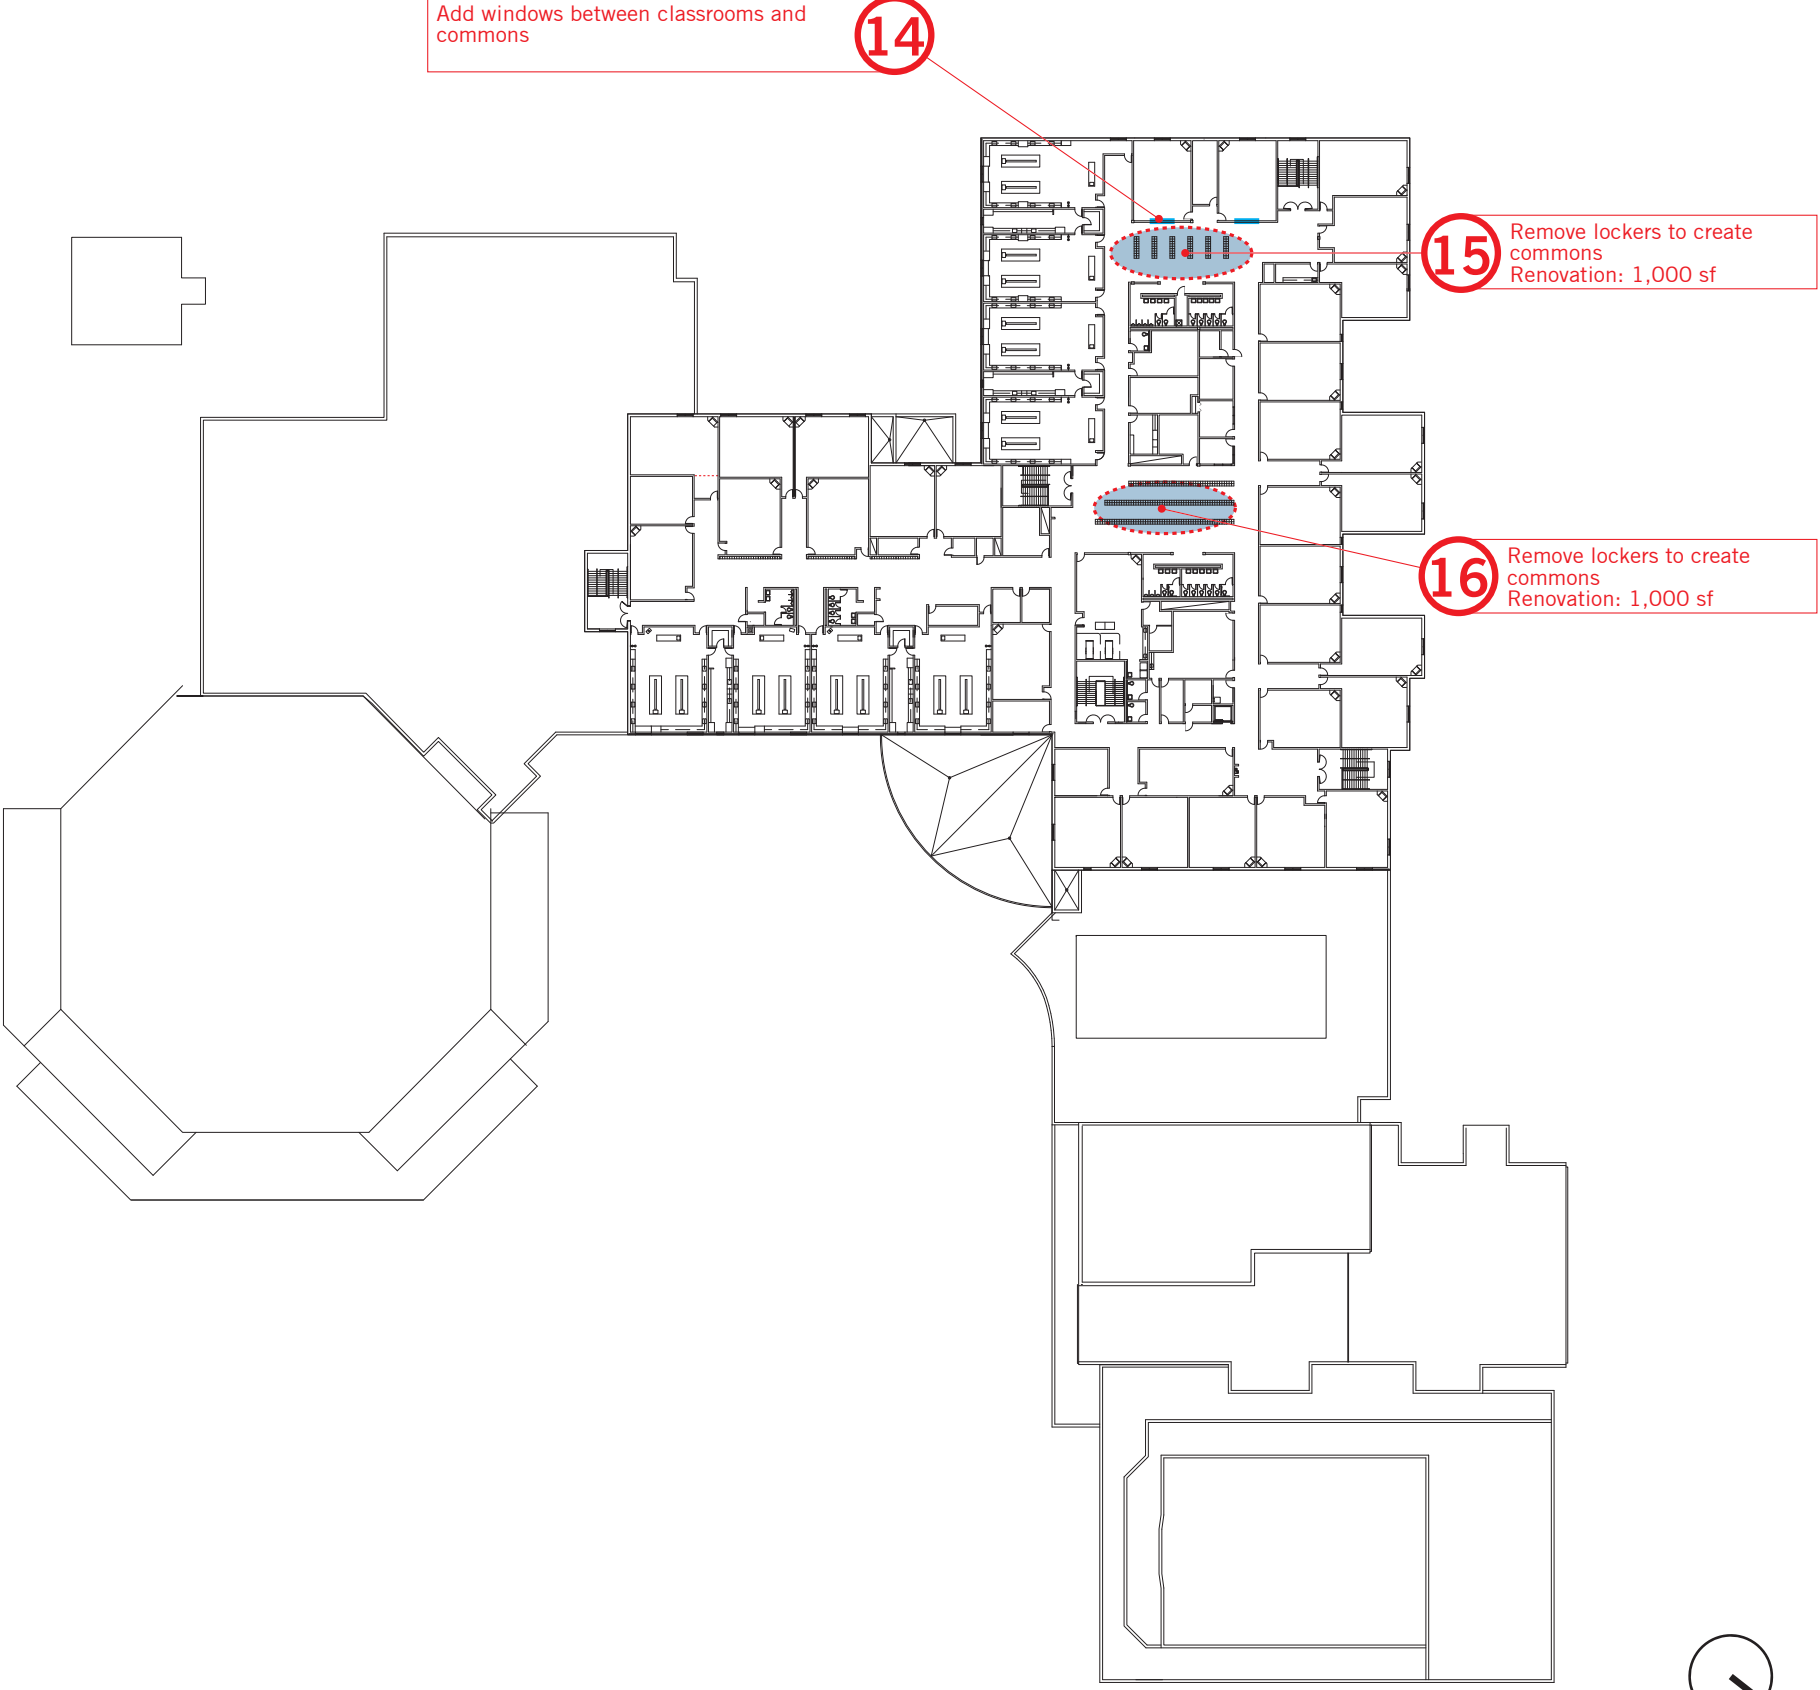 Add windows between classrooms and
commons
14
15
Remove lockers to create
commons
Renovation: 1,000 sf
16
Remove lockers to create
commons
Renovation: 1,000 sf